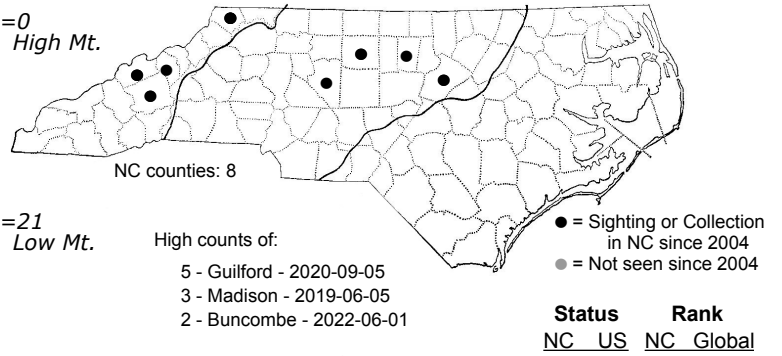 =0
High Mt.
NC counties: 8
=21
Low Mt.
High counts of:
5 - Guilford - 2020-09-05
3 - Madison - 2019-06-05
2 - Buncombe - 2022-06-01
● = Sighting or Collection
in NC since 2004
● = Not seen since 2004
Status Rank
NC US NC Global